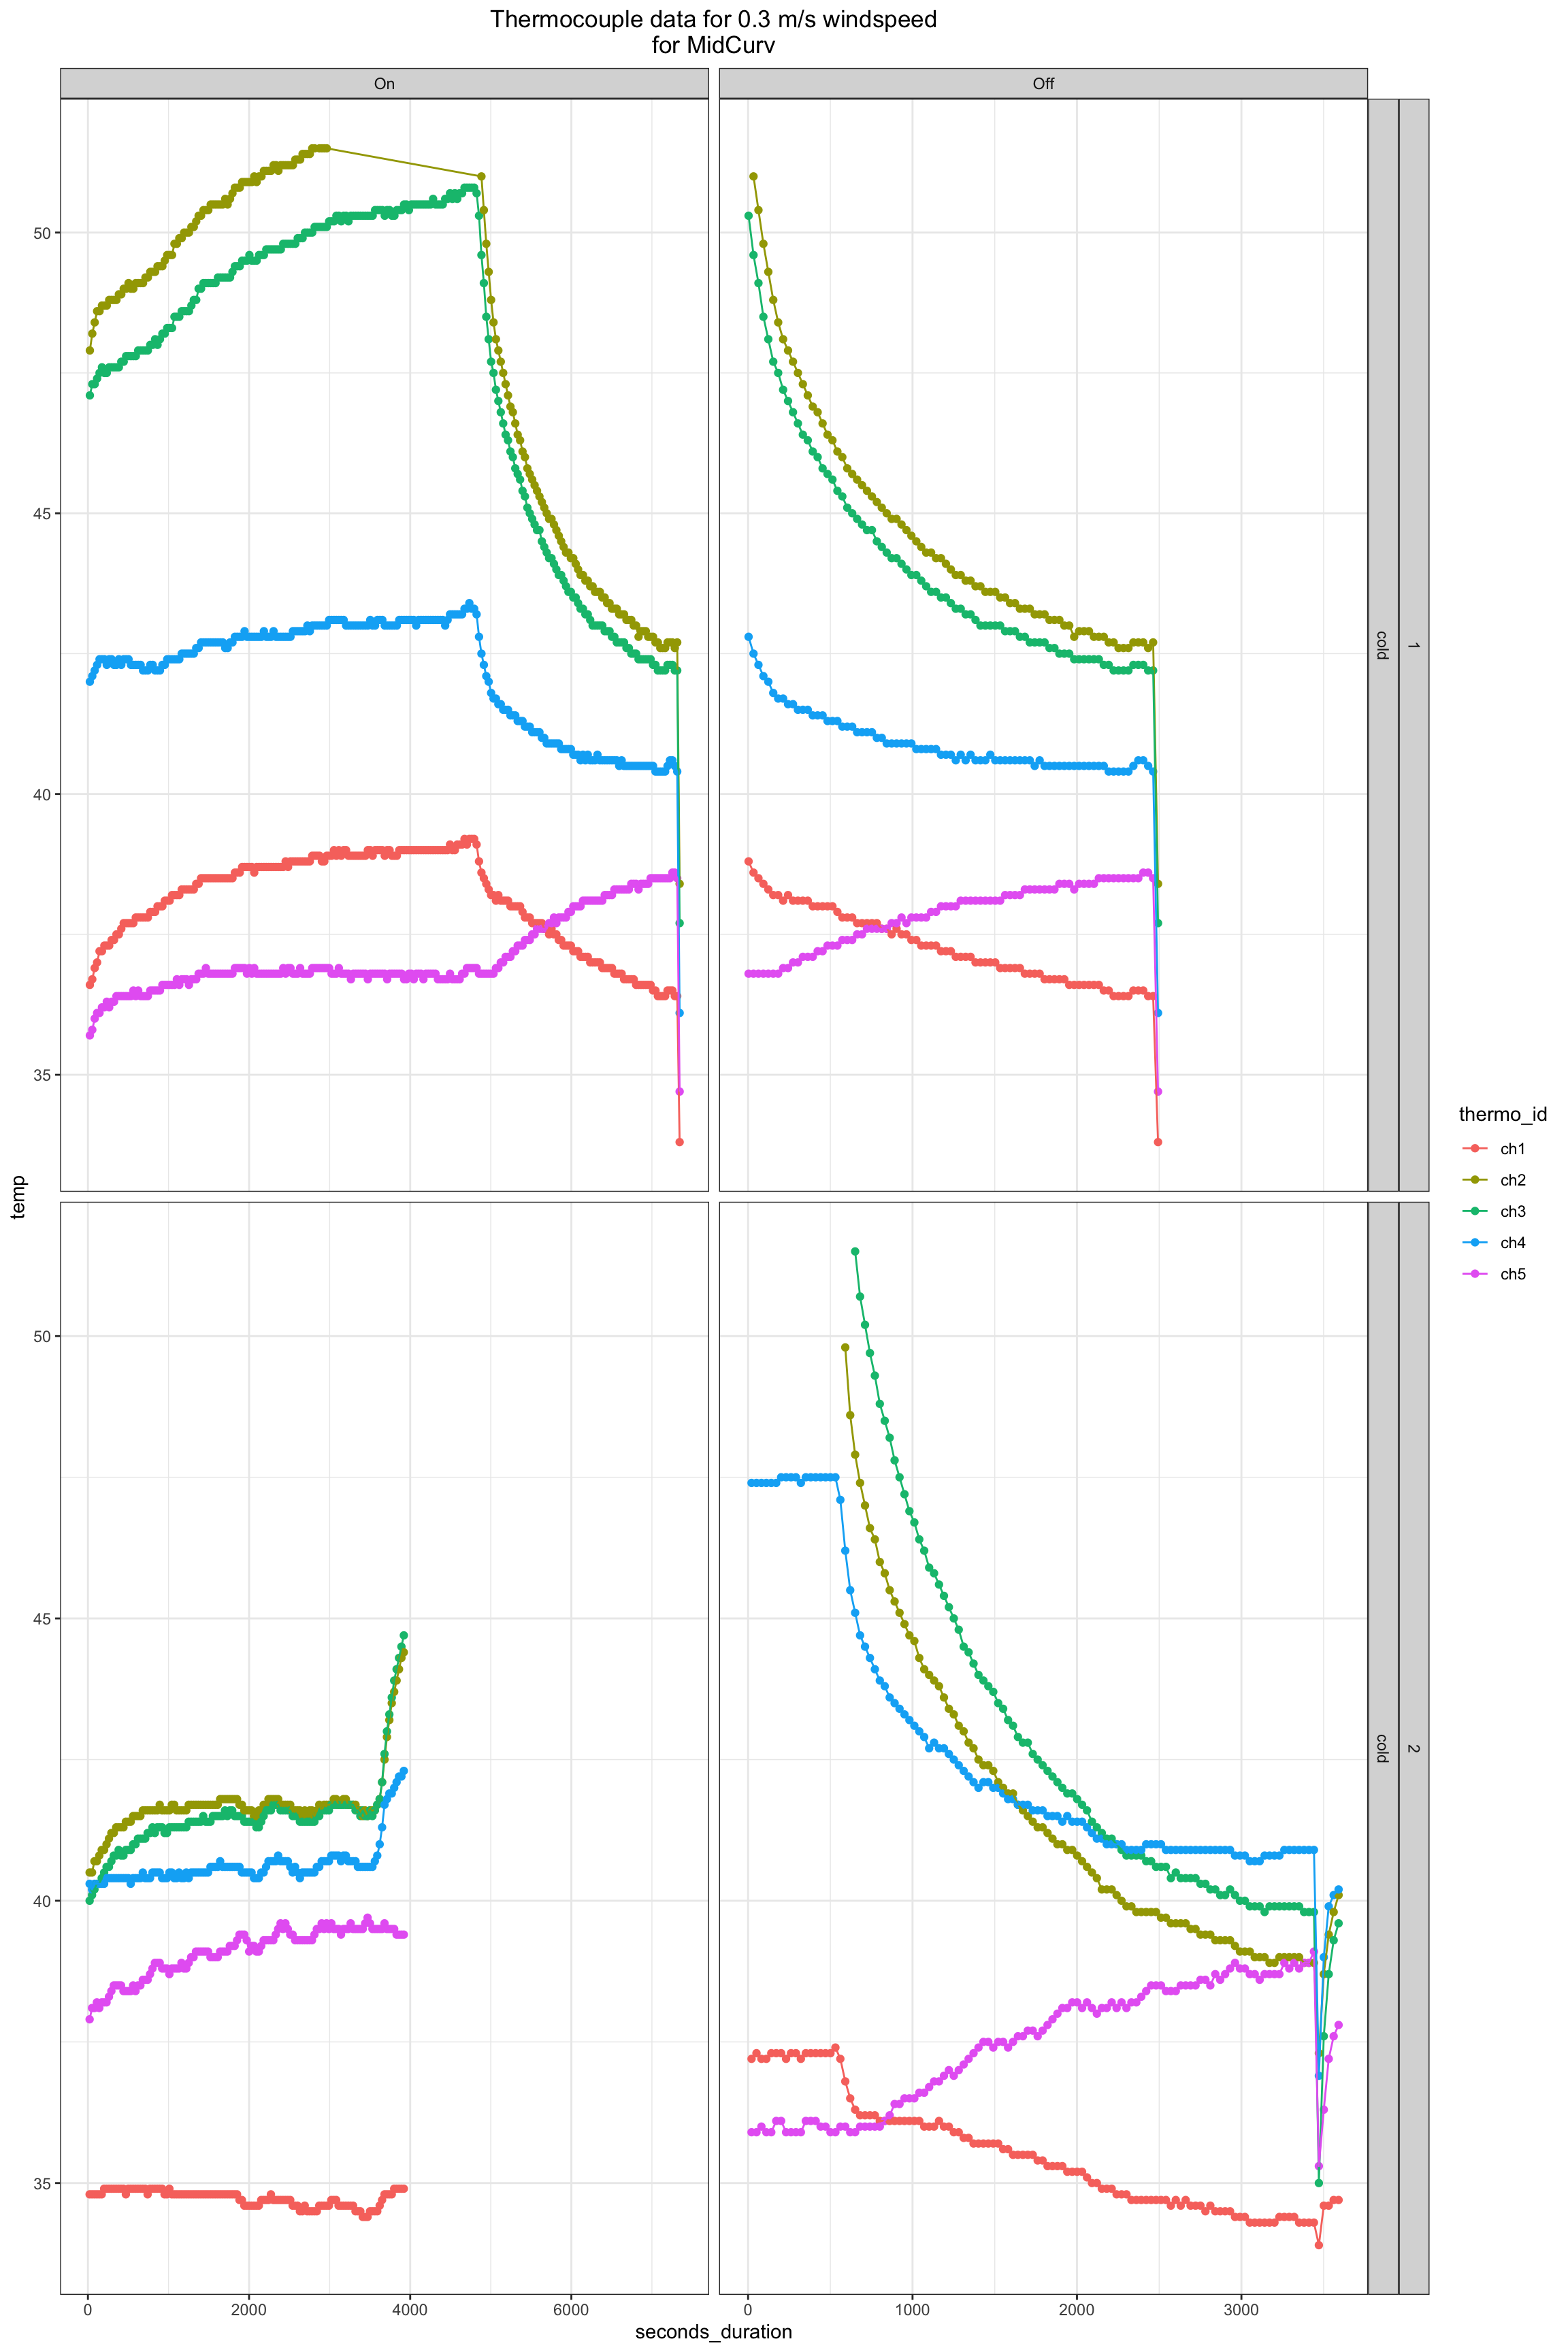 Thermocouple data for 0.3 m/s windspeed
for MidCurv
On
Off
50
45
40
35
cold
1
temp
50
45
40
35
cold
2
0
2000
4000
6000
0
1000
2000
3000
seconds_duration
thermo_id
ch1
ch2
ch3
ch4
ch5